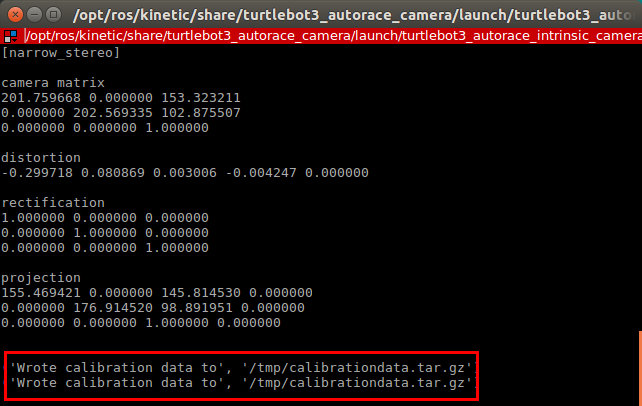 /opt/ros/kinetic/share/turtlebot3_autorace_camera/launch/turtlebot3_auto
/opt/ros/kinetic/share/turtlebot3_autorace_camera/launch/turtlebot3_autorace_intrinsic_camera
[narrow_stereo]
camera matrix
201.759668 0.000000 153.323211
0.000000 202.569335 102.875507
0.000000 0.000000 1.000000
distortion
-0.299718 0.080869 0.003006 -0.004247 0.000000
rectification
1.000000 0.000000 0.000000
0.000000 1.000000 0.000000
0.000000 0.000000 1.000000
projection
155.469421 0.000000 145.814530 0.000000
0.000000 176.914520 98.891951 0.000000
0.000000 0.000000 1.000000 0.000000
('Wrote calibration data to', '/tmp/calibrationdata.tar.gz')
('Wrote calibration data to', '/tmp/calibrationdata.tar.gz')